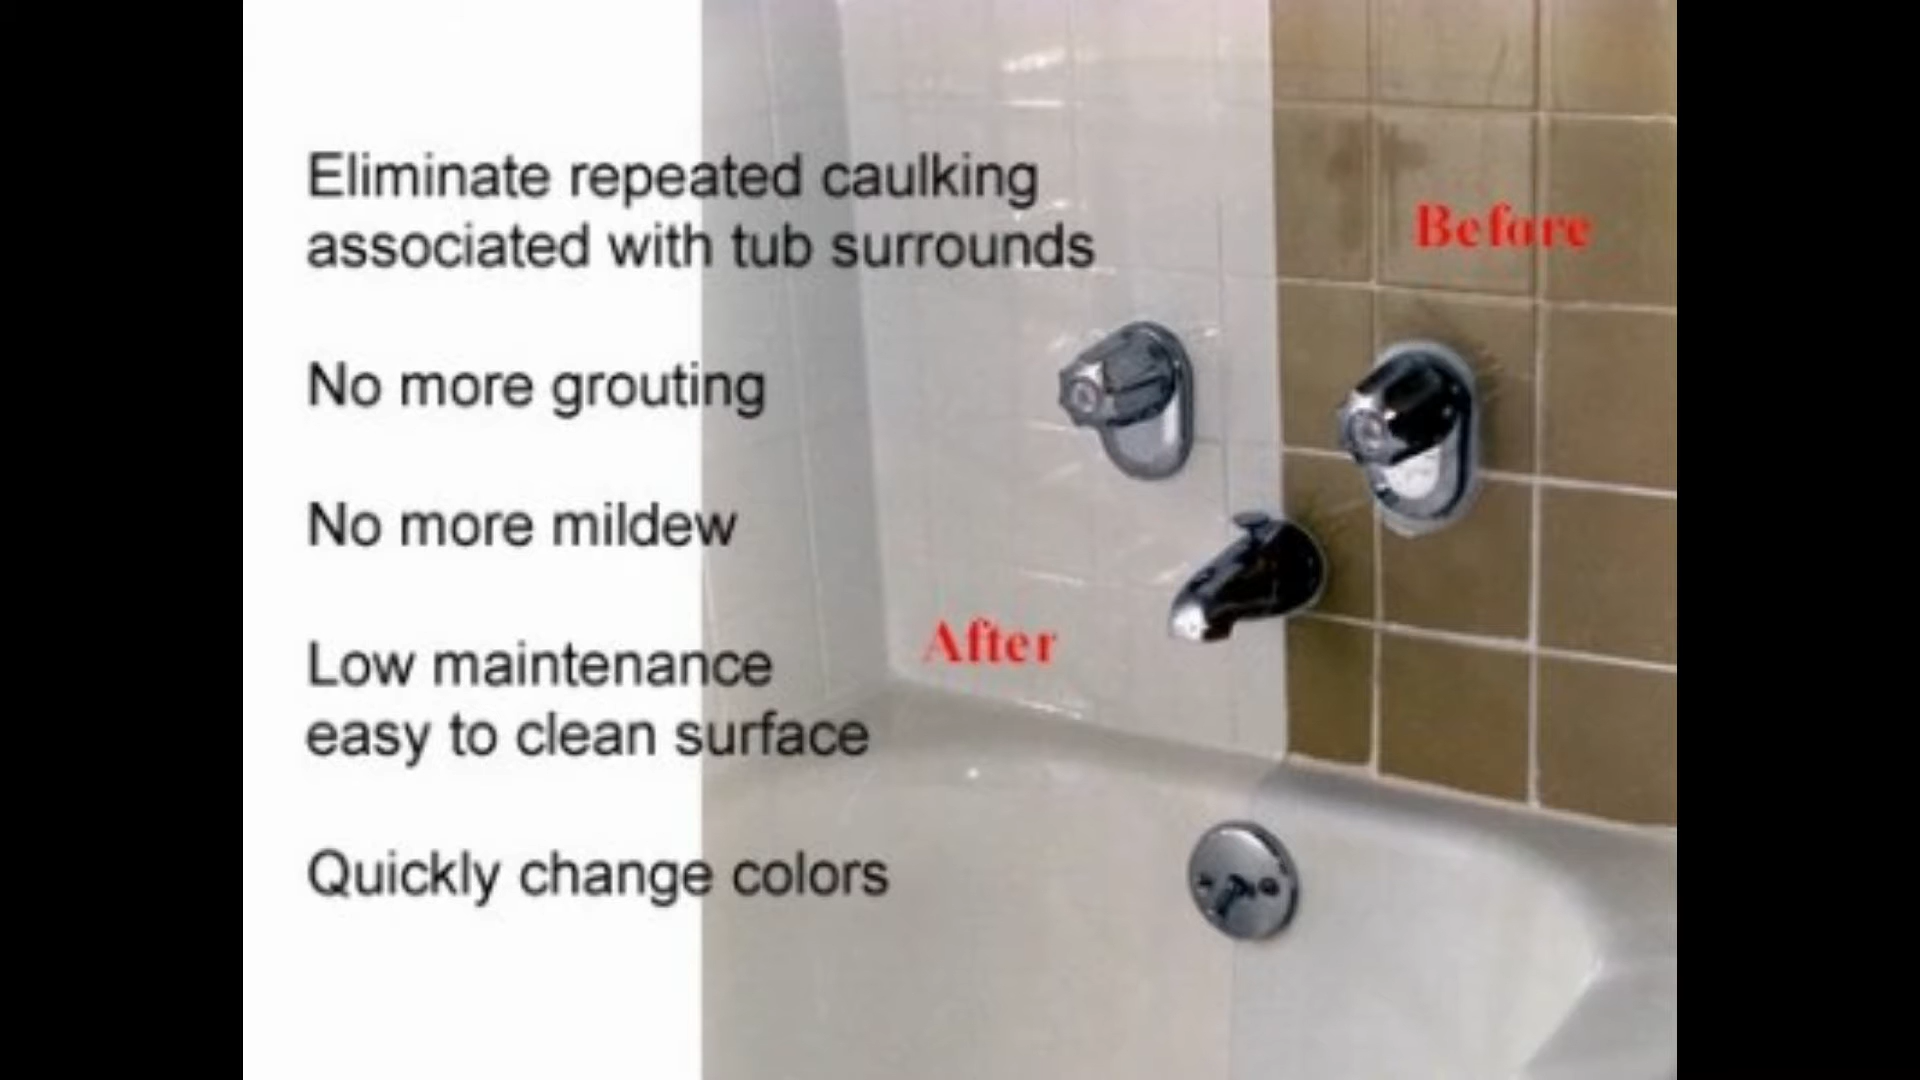 Eliminate repeated caulking
associated with tub surrounds
No more grouting
No more mildew
Low maintenance
easy to clean surface
Quickly change colors
Before
After